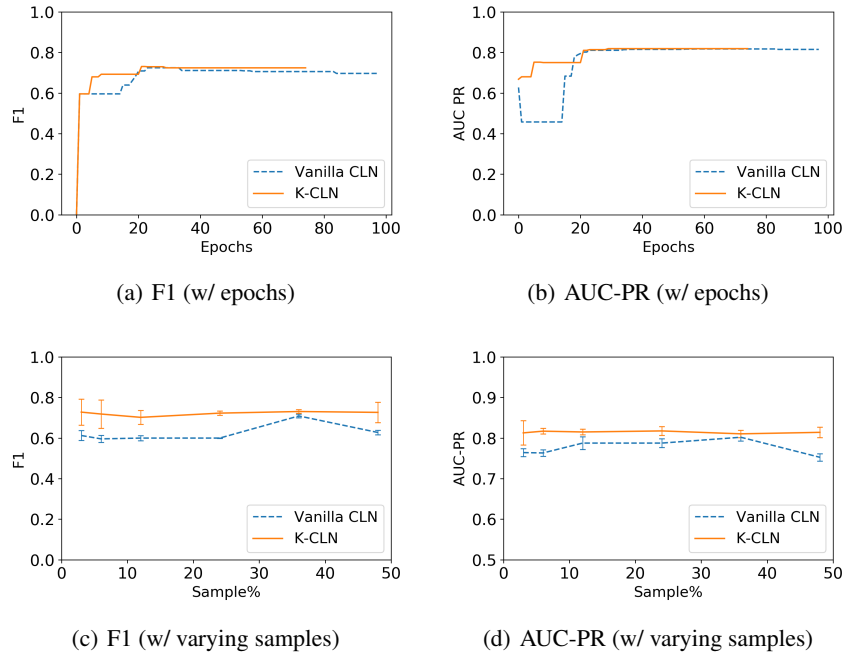 1.0
0.8
0.6
0.4
0.2
0.0
F1
0 20 40 60 80 100
Epochs
Vanilla CLN
K-CLN
(a) F1 (w/ epochs)
1.0
0.8
0.6
0.4
0.2
0.0
AUC PR
0 20 40 60 80 100
Epochs
Vanilla CLN
K-CLN
(b) AUC-PR (w/ epochs)
1.0
0.8
0.6
0.4
0.2
0.0
F1
0 10 20 30 40 50
Sample%
Vanilla CLN
K-CLN
(c) F1 (w/ varying samples)
1.0
0.9
0.8
0.7
0.6
0.5
AUC-PR
0 10 20 30 40 50
Sample%
Vanilla CLN
K-CLN
(d) AUC-PR (w/ varying samples)